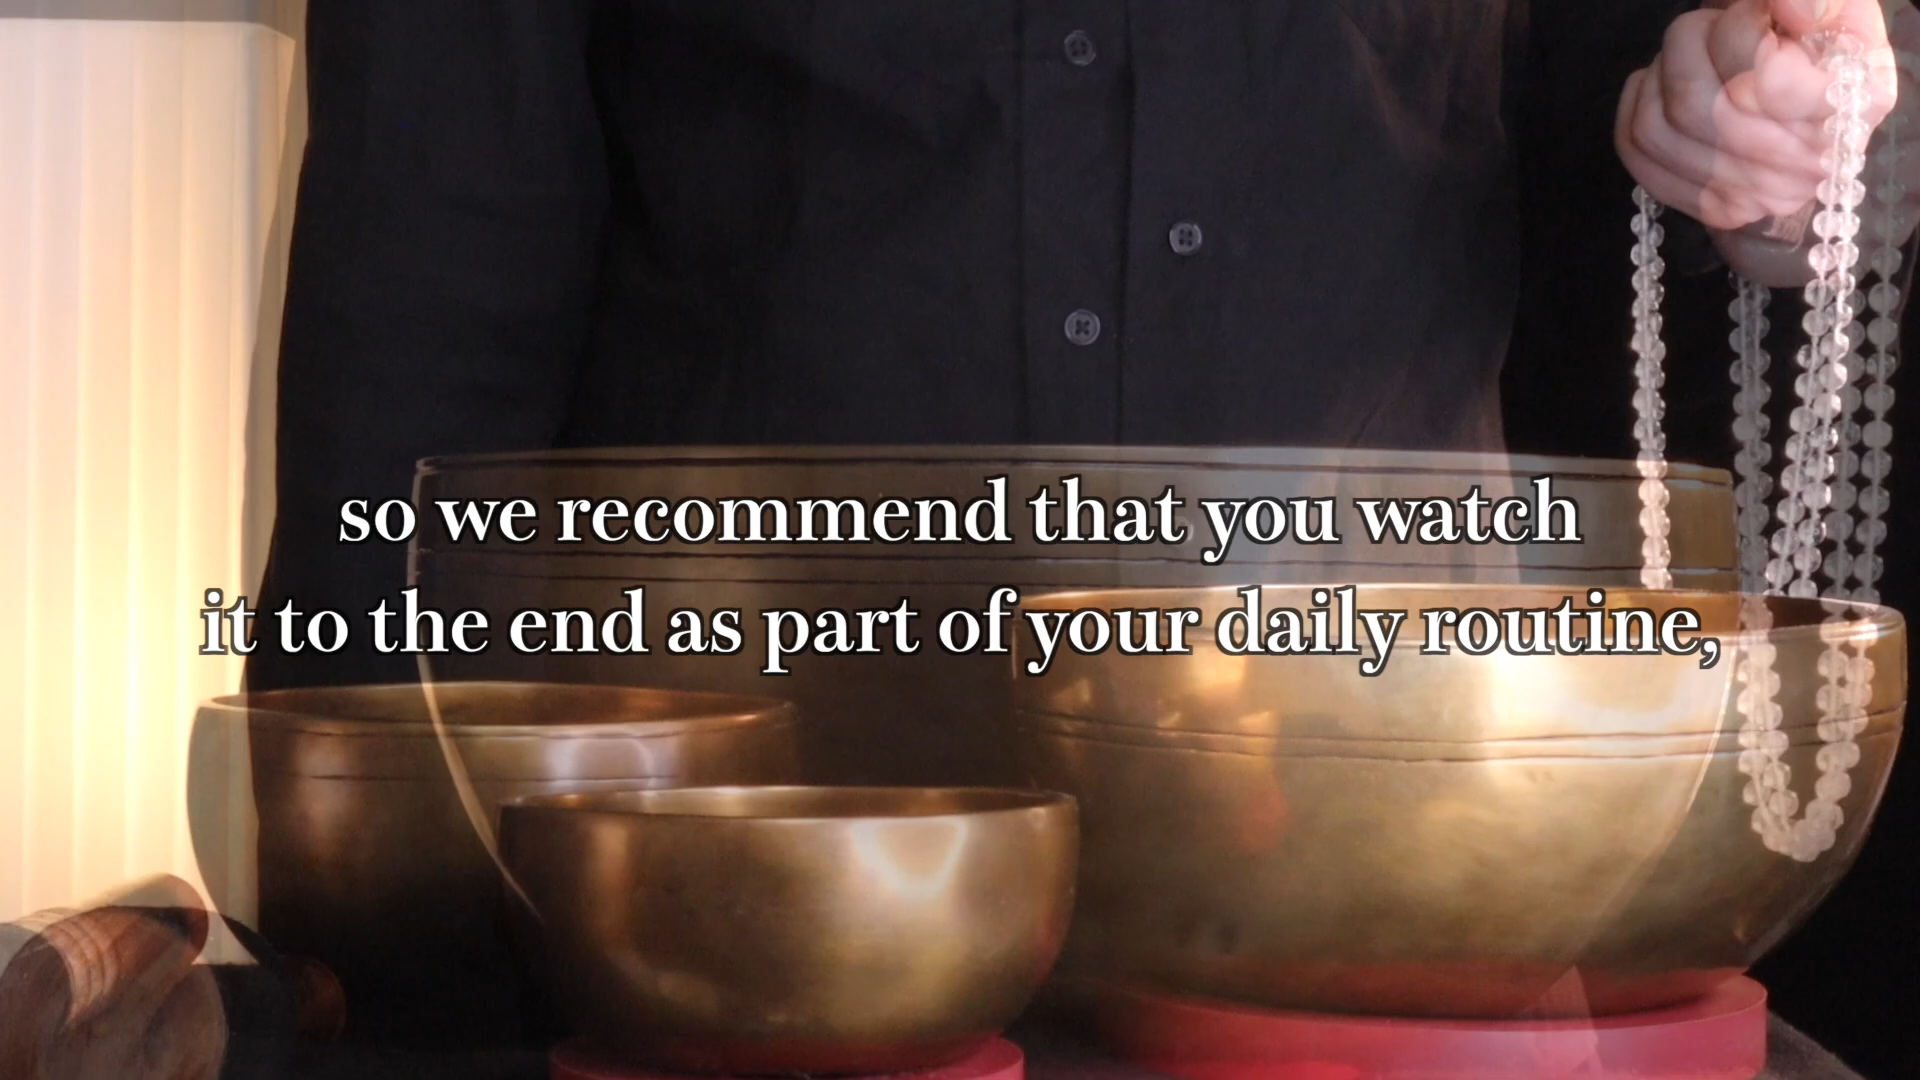 so we recommend that you watch
it to the end as part of your daily routine,